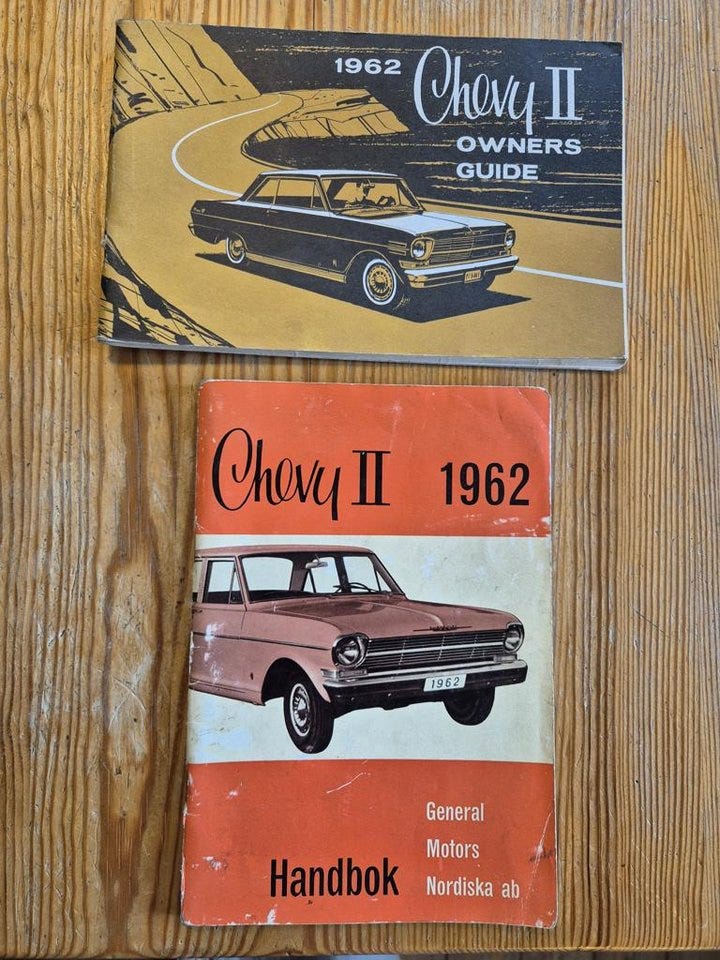 1962 Chevy II
OWNERS
GUIDE
Chevy II 1962
1962
General
Motors
Handbok Nordiska ab